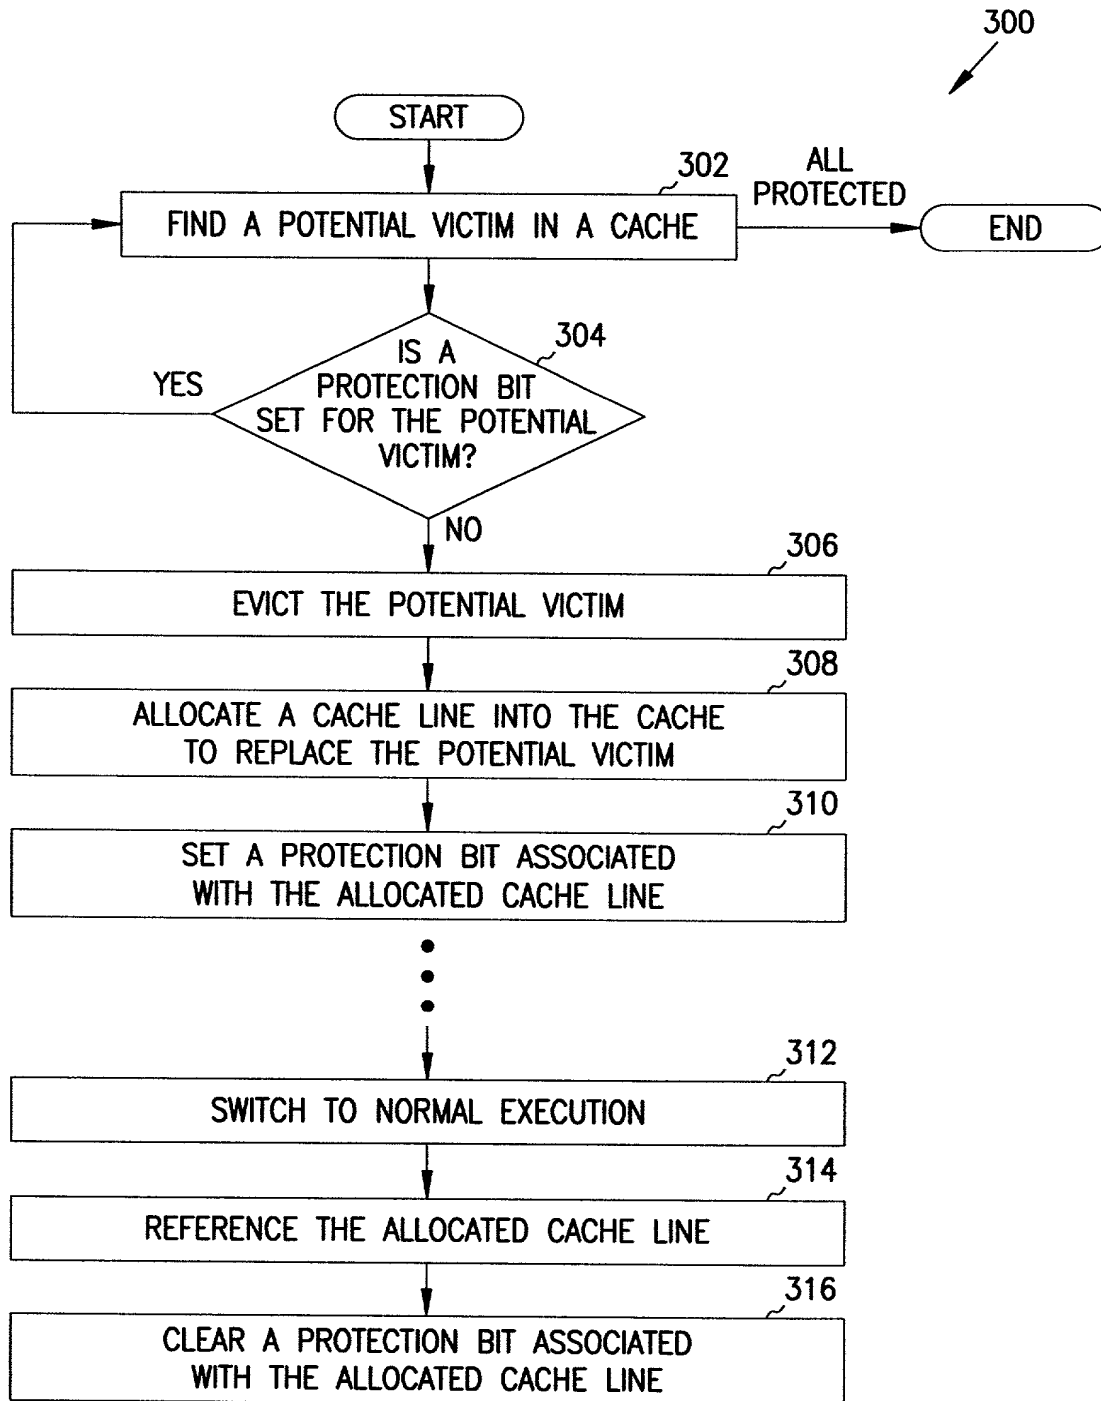 300
START
302
ALL
PROTECTED
FIND A POTENTIAL VICTIM IN A CACHE
END
304
IS A
PROTECTION BIT
SET FOR THE POTENTIAL
VICTIM?
YES
NO
306
EVICT THE POTENTIAL VICTIM
308
ALLOCATE A CACHE LINE INTO THE CACHE
TO REPLACE THE POTENTIAL VICTIM
310
SET A PROTECTION BIT ASSOCIATED
WITH THE ALLOCATED CACHE LINE
312
SWITCH TO NORMAL EXECUTION
314
REFERENCE THE ALLOCATED CACHE LINE
316
CLEAR A PROTECTION BIT ASSOCIATED
WITH THE ALLOCATED CACHE LINE